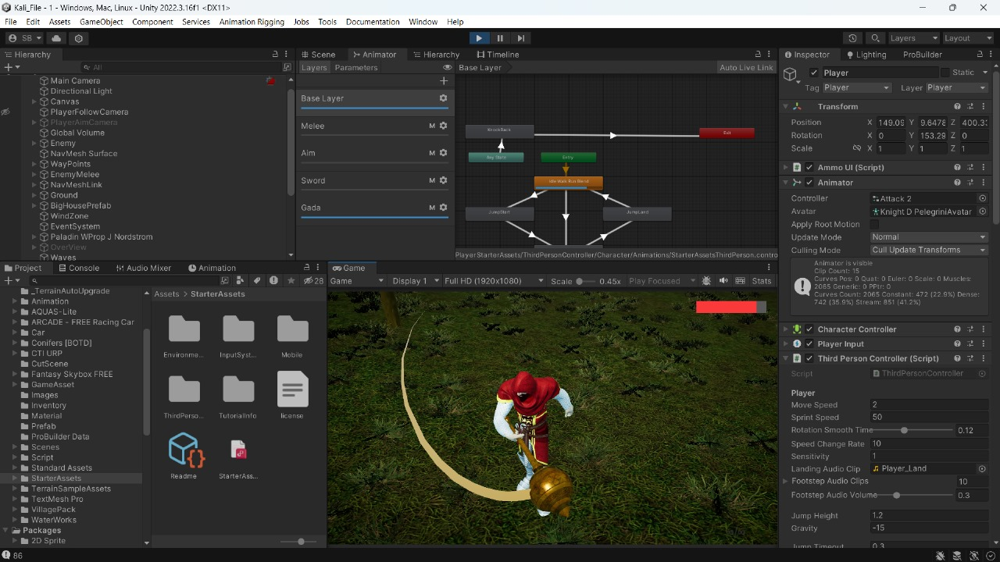 Kali_File - 1 - Windows, Mac, Linux - Unity 2022.3.16f1 <DX11>
File Edit Assets GameObject Component Services Animation Rigging Jobs Tools Documentation Window Help
SB
Layers
Layout
Hierarchy
All
Main Camera
Directional Light
Canvas
PlayerFollowCamera
PlayerAimCamera
Global Volume
Enemy
NavMesh Surface
WayPoints
EnemyMelee
NavMeshLink
Ground
BigHousePrefab
WindZone
EventSystem
Paladin WProp J Nordstrom
OverView
Waves
Scene Animator Hierarchy Timeline
Layers Parameters
Base Layer
Auto Live Link
Base Layer
Melee M
Aim M
Sword M
Gada M
KnockBack
Exit
Any State
Entry
Idle Walk Run Blend
JumpStart
JumpLand
PlayerStarterAssets/ThirdPersonController/Character/Animations/StarterAssetsThirdPerson.contro
Project Console Audio Mixer Animation
28
_TerrainAutoUpgrade
Animation
AQUAS-Lite
ARCADE - FREE Racing Car
Car
Conifers [BOTD]
CTI URP
CutScene
Fantasy Skybox FREE
GameAsset
Images
Inventory
Material
Prefab
ProBuilder Data
Scenes
Script
Standard Assets
StarterAssets
TerrainSampleAssets
TextMesh Pro
VillagePack
WaterWorks
Packages
2D Sprite
Assets > StarterAssets
Environme...
InputSyst...
Mobile
ThirdPerso...
TutorialInfo
license
Readme
StarterAss...
Game
Game Display 1 Full HD (1920x1080) Scale 0.45x Play Focused Stats
Inspector Lighting ProBuilder
Player Static
Tag Player Layer Player
Transform
Position X 149.09 Y 9.6478 Z 400.3
Rotation X 0 Y 153.29 Z 0
Scale X 1 Y 1 Z 1
Ammo UI (Script)
Animator
Controller Attack 2
Avatar Knight D PelegriniAvatar
Apply Root Motion
Update Mode Normal
Culling Mode Cull Update Transforms
Animator is visible
Clip Count: 15
Curves Pos: 0 Quat: 0 Euler: 0 Scale: 0 Muscles:
2065 Generic: 0 PPtr: 0
Curves Count: 2065 Constant: 472 (22.9%) Dense:
742 (35.9%) Stream: 851 (41.2%)
Character Controller
Player Input
Third Person Controller (Script)
Script ThirdPersonController
Player
Move Speed 2
Sprint Speed 50
Rotation Smooth Time 0.12
Speed Change Rate 10
Sensitivity 1
Landing Audio Clip Player_Land
Footstep Audio Clips 10
Footstep Audio Volume 0.3
Jump Height 1.2
Gravity -15
Jump Timeout 0.3
86